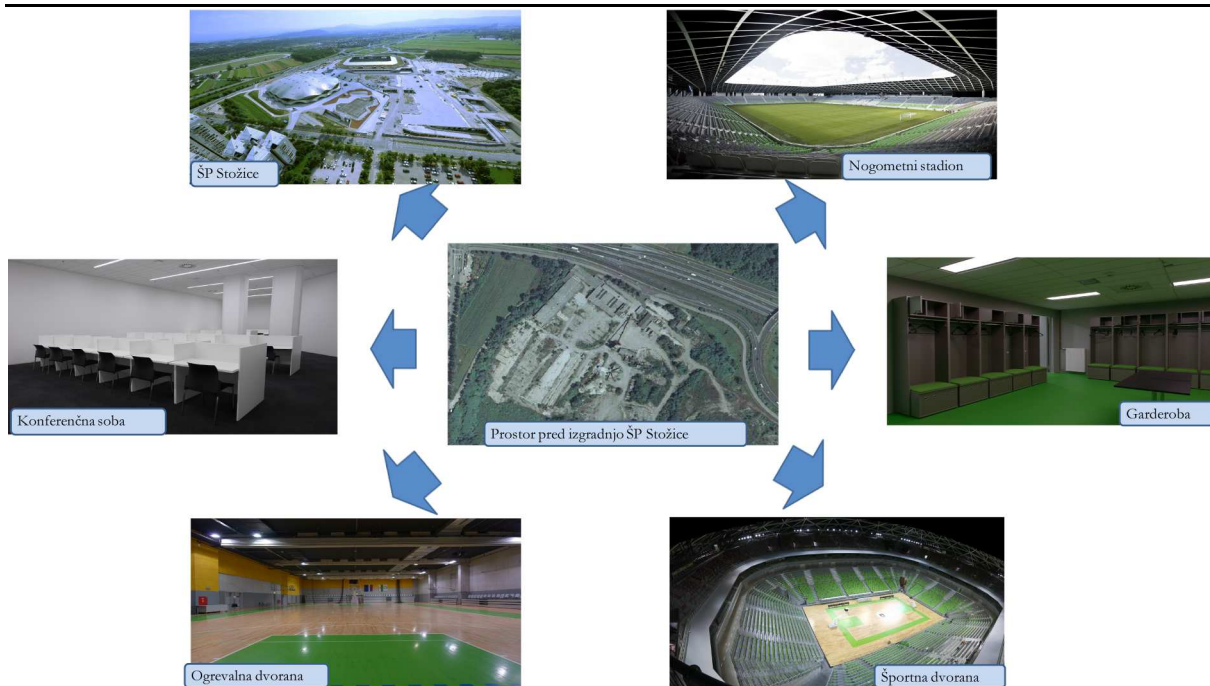 ŠP Stožice
Nogometni stadion
Konferenčna soba
Prostor pred izgradnjo ŠP Stožice
Garderoba
Ogrevalna dvorana
Športna dvorana